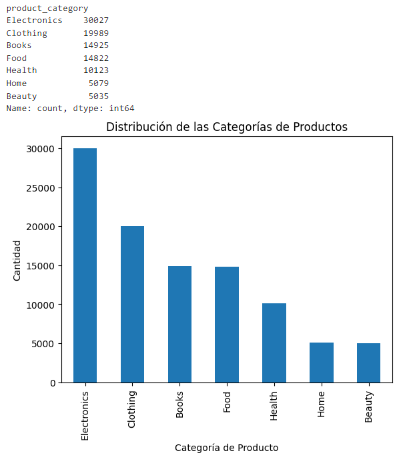 product_category
Electronics 30027
Clothing 19989
Books 14925
Food 14822
Health 10123
Home 5079
Beauty 5035
Name: count, dtype: int64
Distribución de las Categorías de Productos
30000
25000
20000
15000
10000
5000
0
Cantidad
Electronics
Clothing
Books
Food
Health
Home
Beauty
Categoría de Producto